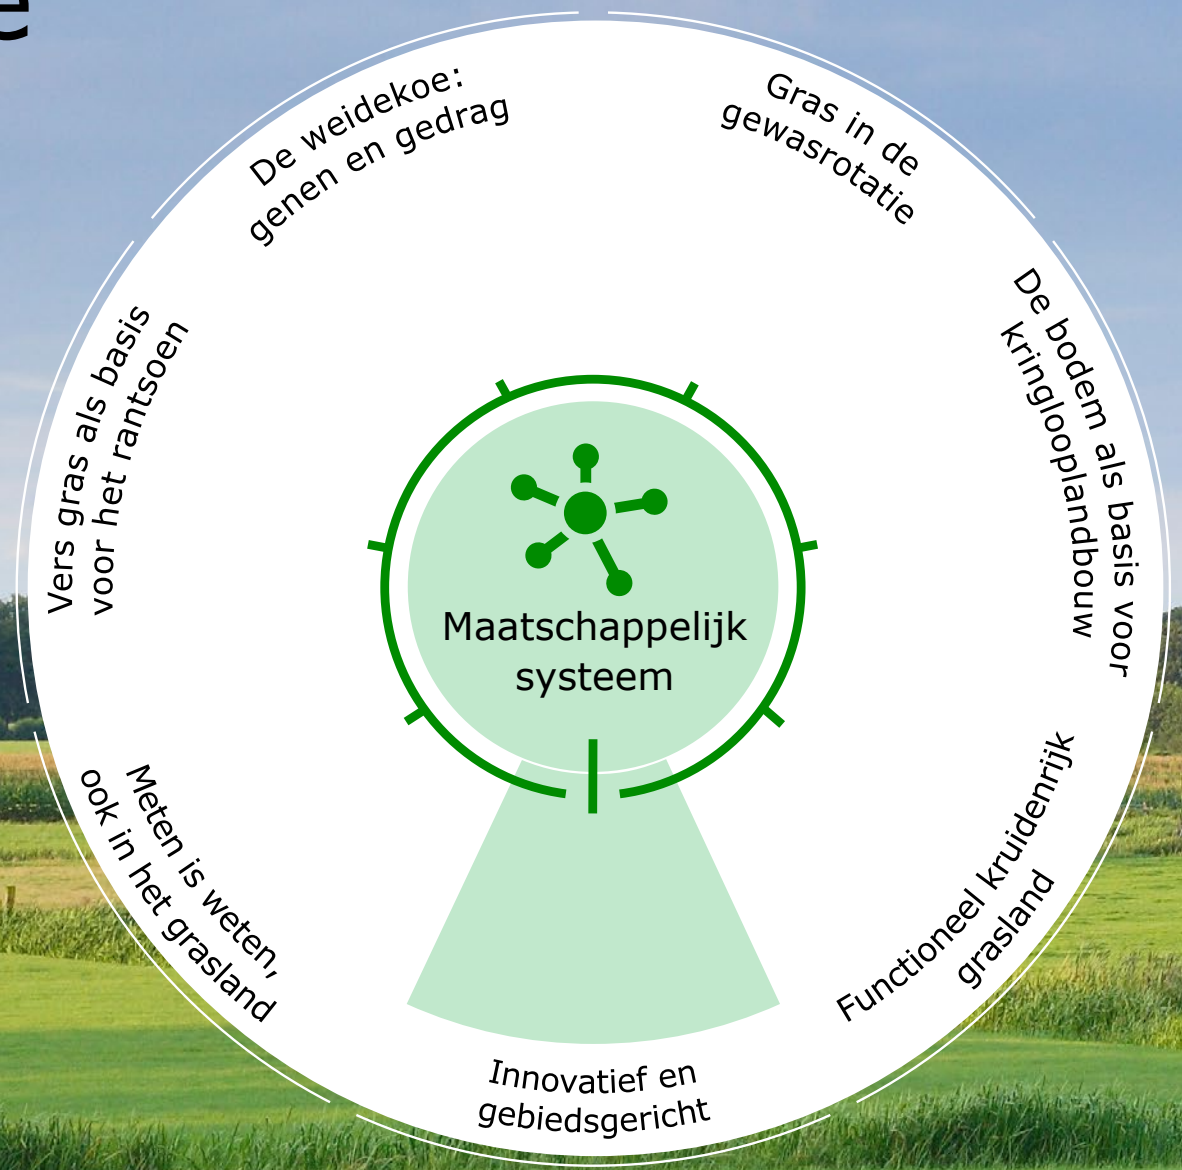 De weidekoe:
genen en gedrag
Gras in de
gewasrotatie
Vers gras als basis
voor het rantsoen
De bodem als basis voor
kringlooplandbouw
Maatschappelijk
systeem
Meten is weten,
ook in het grasland
Functioneel kruidenrijk
grasland
Innovatief en
gebiedsgericht